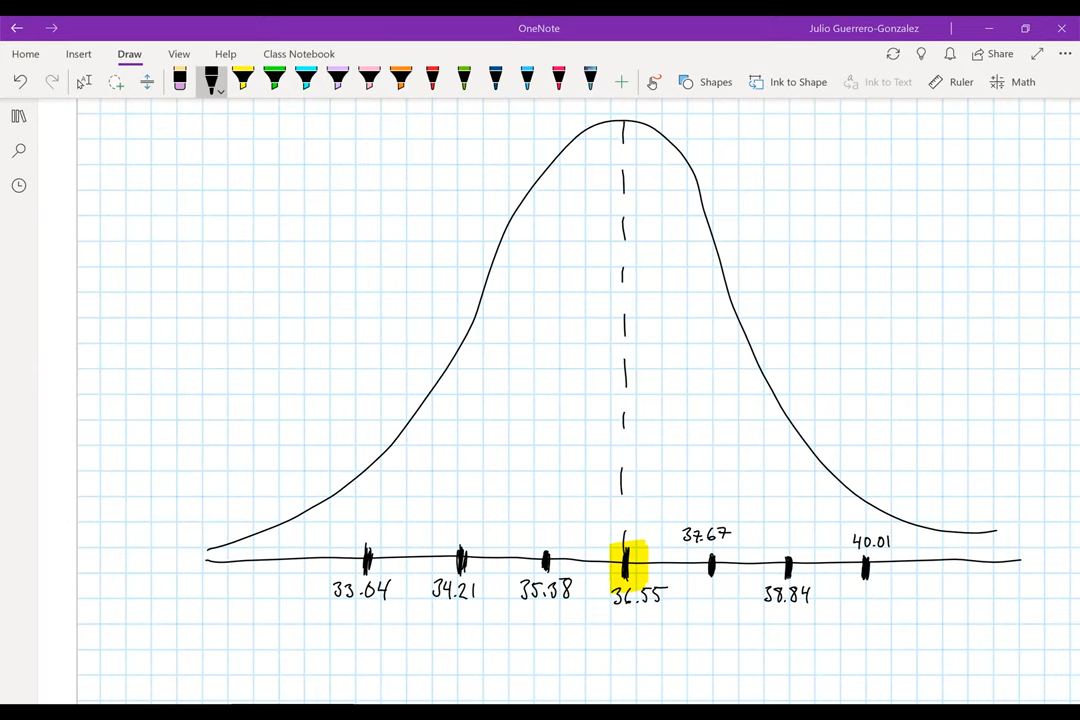 OneNote
Julio Guerrero-Gonzalez
Home Insert Draw View Help Class Notebook Share
Shapes Ink to Shape Ink to Text Ruler Math
37.67 40.01
33.04 34.21 35.38 36.55 38.84